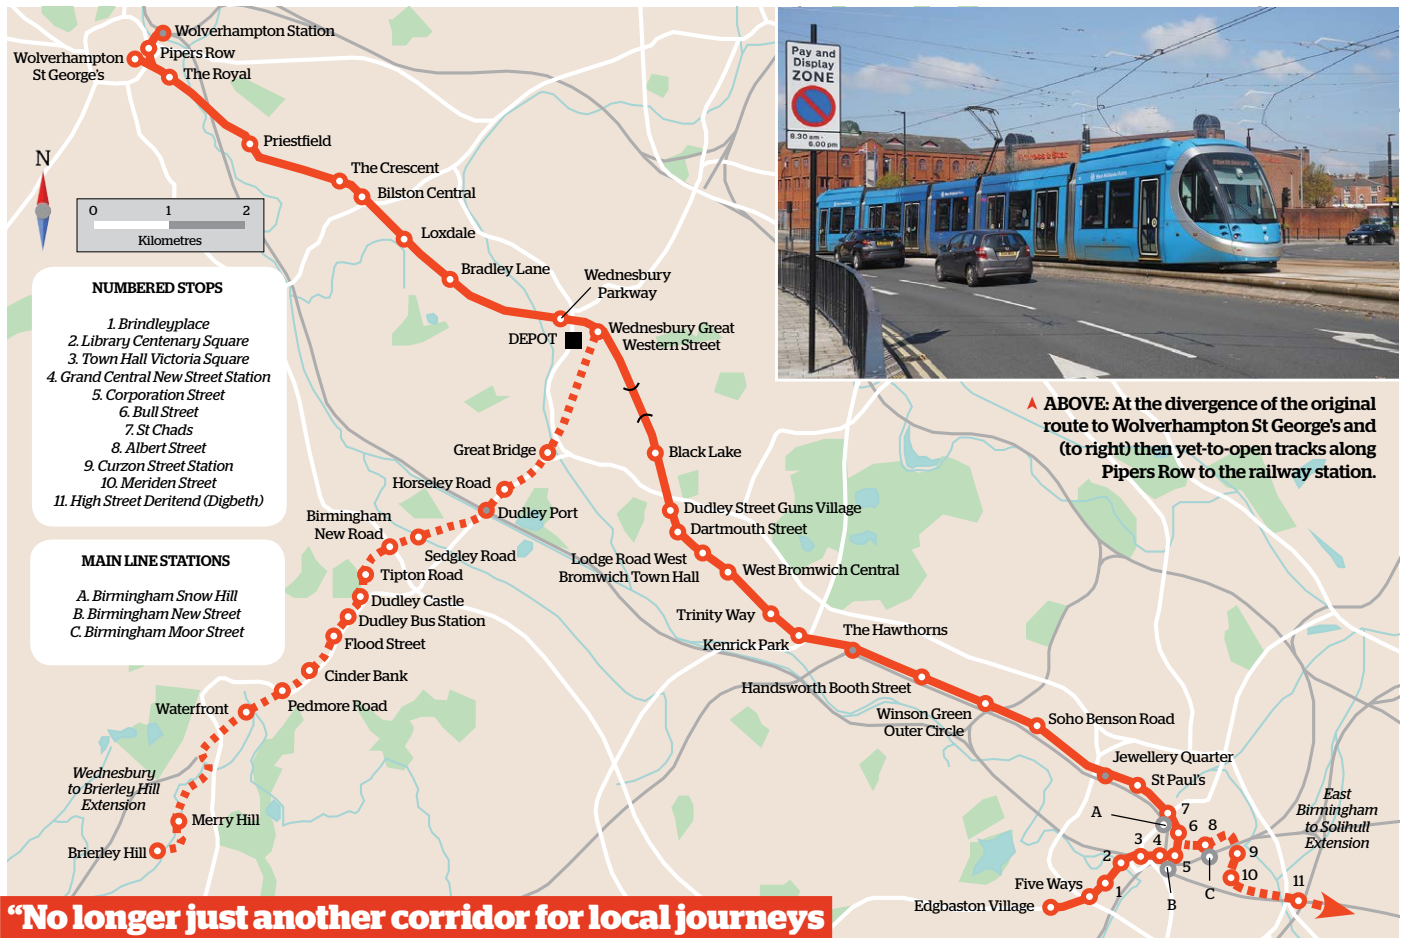 Wolverhampton Station
Pipers Row
Wolverhampton
St George's
The Royal
Priestfield
The Crescent
Bilston Central
Loxdale
Bradley Lane
Wednesbury
Parkway
DEPOT
Wednesbury Great
Western Street
Great Bridge
Black Lake
Horseley Road
Dudley Port
Dudley Street Guns Village
Dartmouth Street
Birmingham
New Road
Sedgley Road
Lodge Road West
Bromwich Town Hall
West Bromwich Central
Tipton Road
Dudley Castle
Dudley Bus Station
Flood Street
Trinity Way
Kenrick Park
The Hawthorns
Cinder Bank
Pedmore Road
Waterfront
Handsworth Booth Street
Winson Green
Outer Circle
Soho Benson Road
Jewellery Quarter
St Paul's
Wednesbury
to Brierley Hill
Extension
Merry Hill
Brierley Hill
East
Birmingham
to Solihull
Extension
A
7
6
8
3
4
2
5
9
10
11
1
B
C
Five Ways
Edgbaston Village
N
0 1 2
Kilometres
NUMBERED STOPS
1. Brindleyplace
2. Library Centenary Square
3. Town Hall Victoria Square
4. Grand Central New Street Station
5. Corporation Street
6. Bull Street
7. St Chads
8. Albert Street
9. Curzon Street Station
10. Meriden Street
11. High Street Deritend (Digbeth)
MAIN LINE STATIONS
A. Birmingham Snow Hill
B. Birmingham New Street
C. Birmingham Moor Street
Pay and
Display
ZONE
8.30 am -
6.00 pm
ABOVE: At the divergence of the original
route to Wolverhampton St George's and
(to right) then yet-to-open tracks along
Pipers Row to the railway station.
“No longer just another corridor for local journeys